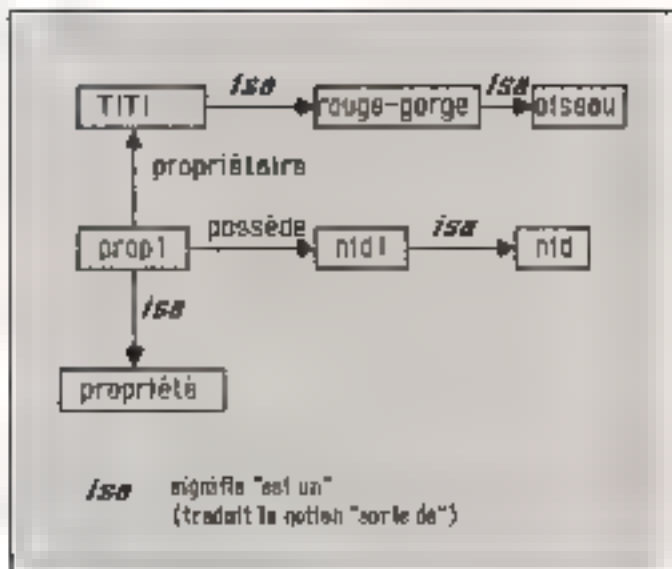 TITI isa rouge-gorge isa oiseau
propriétaire
prop1 possède nid1 isa nid
isa
propriété
isa signifie "est un"
(traduit la notion "sorte de")